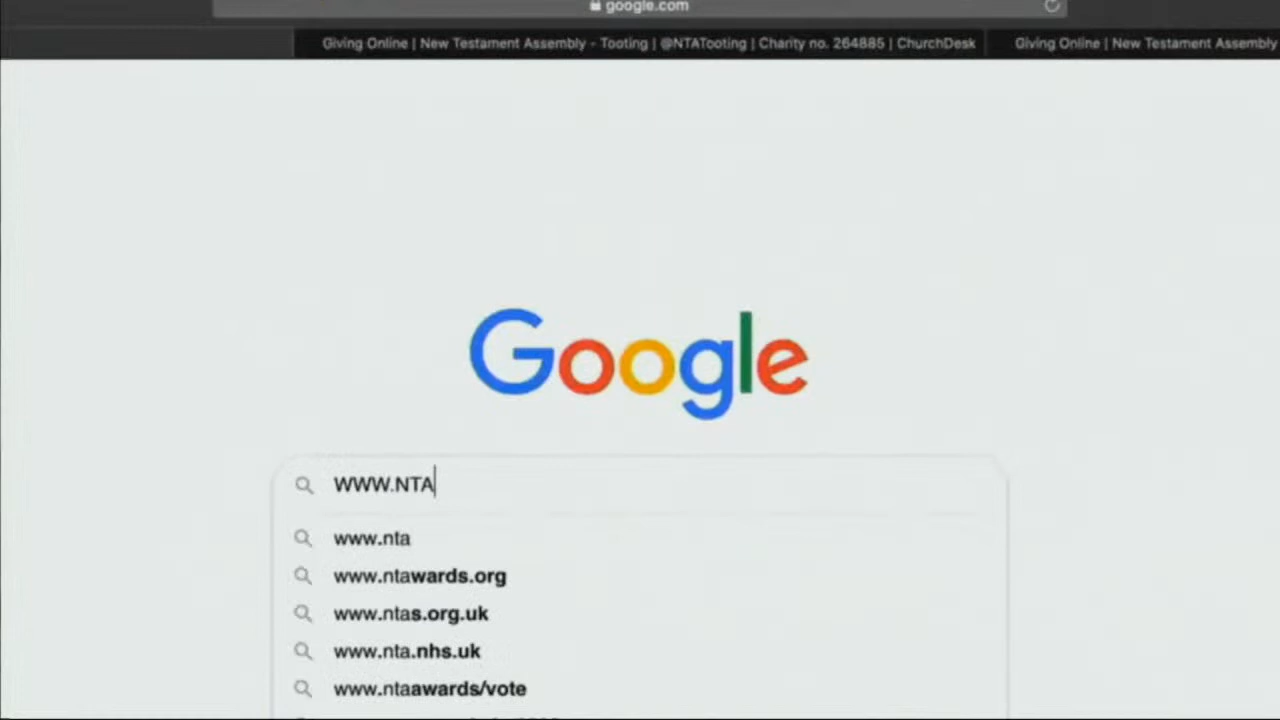 google.com
Giving Online | New Testament Assembly - Tooting | @NTATooting | Charity no. 264885 | ChurchDesk
Giving Online | New Testament Assembly
Google
WWW.NTA
www.nta
www.ntawards.org
www.ntas.org.uk
www.nta.nhs.uk
www.ntaawards/vote